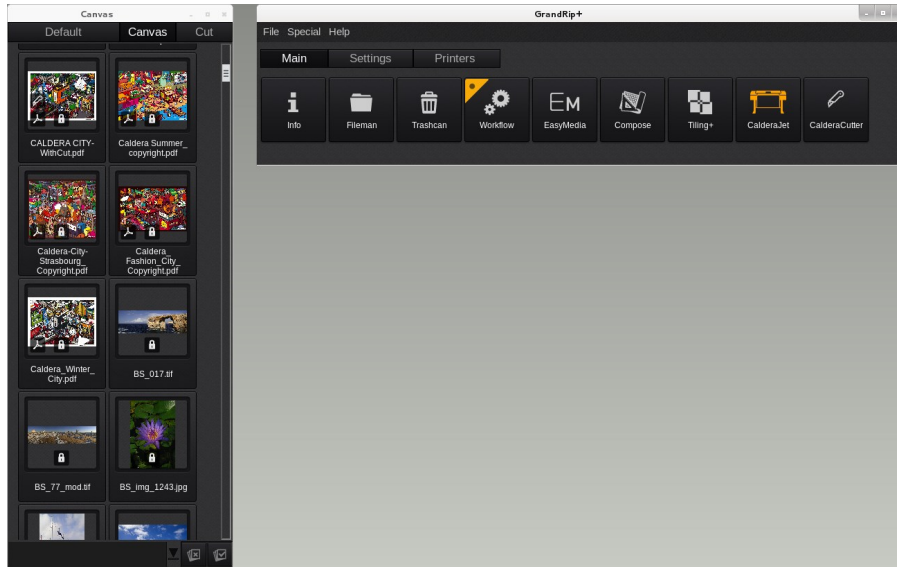 Canvas
Default Canvas Cut
CALDERA CITY-
WithCut.pdf
Caldera Summer_
copyright.pdf
Caldera-City-
Strasbourg_
Copyright.pdf
Caldera_
Fashion_City_
Copyright.pdf
Caldera_Winter_
City.pdf
BS_017.tif
BS_77_mod.tif
BS_img_1243.jpg
GrandRip+
File Special Help
Main Settings Printers
Info
Fileman
Trashcan
EM
Workflow
EasyMedia
Compose
Tiling+
CalderaJet
CalderaCutter